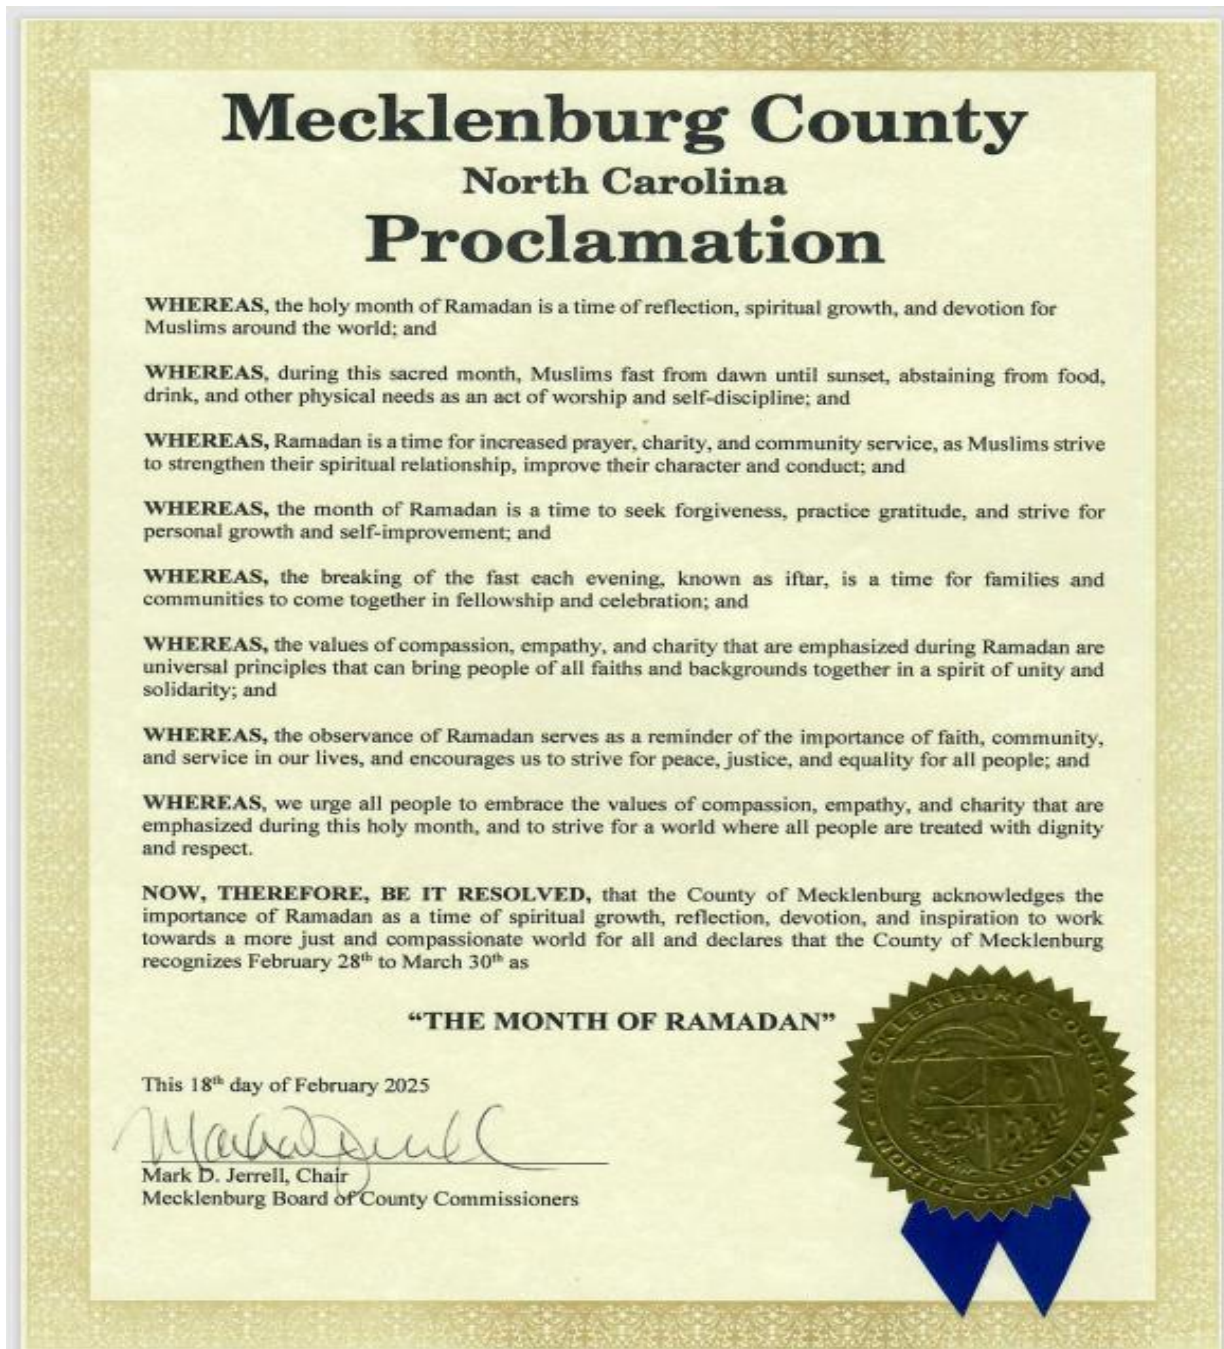 Mecklenburg County
North Carolina
Proclamation
WHEREAS, the holy month of Ramadan is a time of reflection, spiritual growth, and devotion for
Muslims around the world; and
WHEREAS, during this sacred month, Muslims fast from dawn until sunset, abstaining from food,
drink, and other physical needs as an act of worship and self-discipline; and
WHEREAS, Ramadan is a time for increased prayer, charity, and community service, as Muslims strive
to strengthen their spiritual relationship, improve their character and conduct; and
WHEREAS, the month of Ramadan is a time to seek forgiveness, practice gratitude, and strive for
personal growth and self-improvement; and
WHEREAS, the breaking of the fast each evening, known as iftar, is a time for families and
communities to come together in fellowship and celebration; and
WHEREAS, the values of compassion, empathy, and charity that are emphasized during Ramadan are
universal principles that can bring people of all faiths and backgrounds together in a spirit of unity and
solidarity; and
WHEREAS, the observance of Ramadan serves as a reminder of the importance of faith, community,
and service in our lives, and encourages us to strive for peace, justice, and equality for all people; and
WHEREAS, we urge all people to embrace the values of compassion, empathy, and charity that are
emphasized during this holy month, and to strive for a world where all people are treated with dignity
and respect.
NOW, THEREFORE, BE IT RESOLVED, that the County of Mecklenburg acknowledges the
importance of Ramadan as a time of spiritual growth, reflection, devotion, and inspiration to work
towards a more just and compassionate world for all and declares that the County of Mecklenburg
recognizes February 28th to March 30th as
“THE MONTH OF RAMADAN”
MECKLENBURG COUNTY
NORTH CAROLINA
This 18th day of February 2025
Mark D. Jerrell, Chair
Mecklenburg Board of County Commissioners